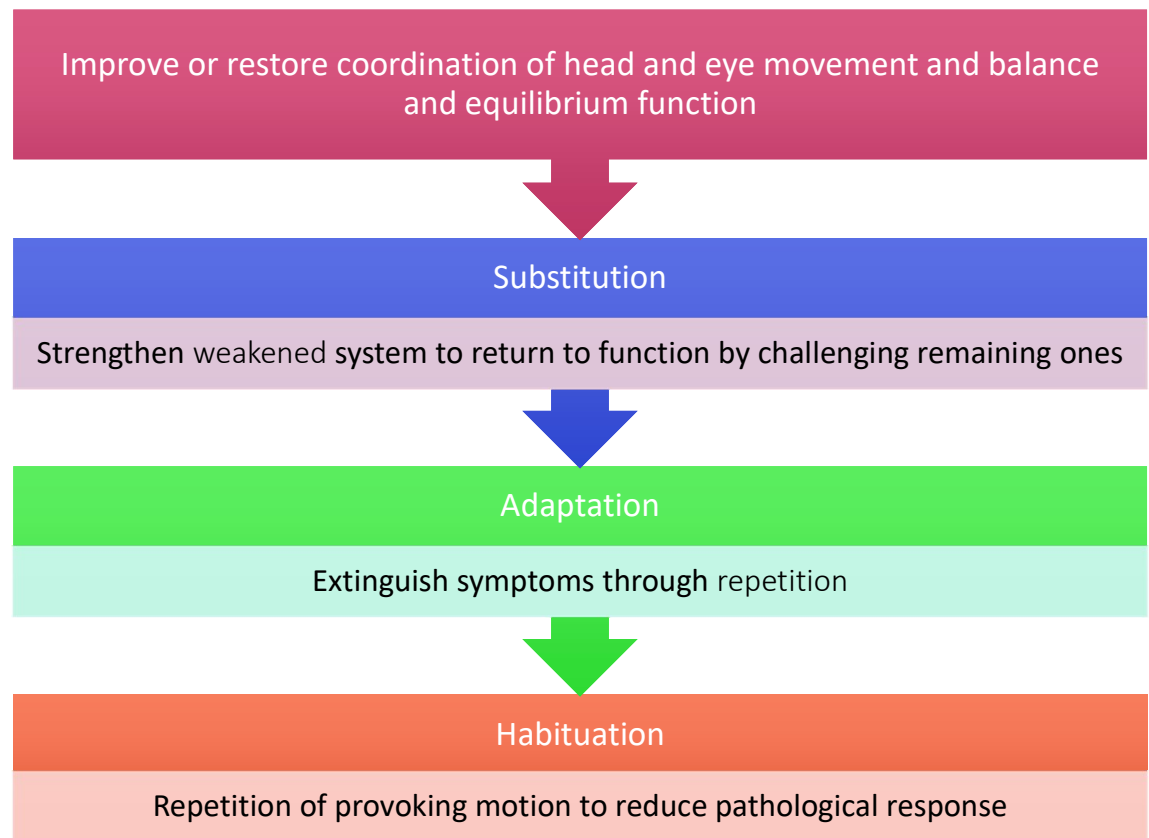 Improve or restore coordination of head and eye movement and balance
and equilibrium function
Substitution
Strengthen weakened system to return to function by challenging remaining ones
Adaptation
Extinguish symptoms through repetition
Habituation
Repetition of provoking motion to reduce pathological response